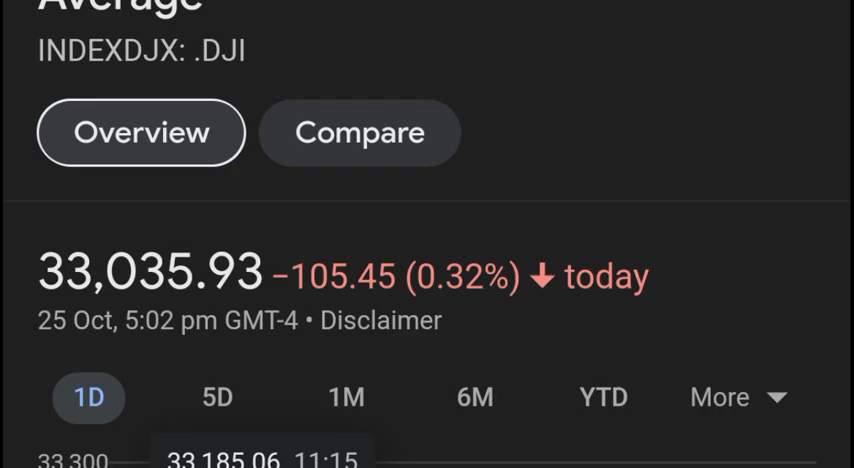 Average
INDEXDJX: .DJI
Overview Compare
33,035.93 −105.45 (0.32%) ↓ today
25 Oct, 5:02 pm GMT-4 • Disclaimer
1D 5D 1M 6M YTD More
33,300 33,185.06 11:15